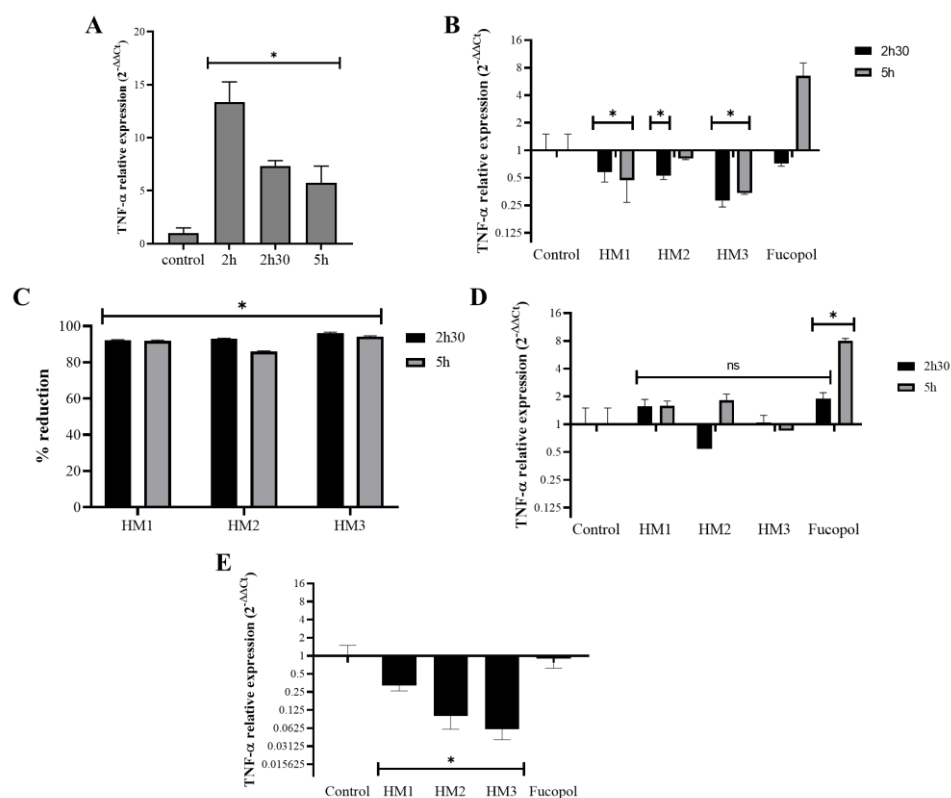 A
TNF-α relative expression (2^-ΔΔCt)
20
15
10
5
0
*
control 2h 2h30 5h
B
TNF-α relative expression (2^-ΔΔCt)
16
8
4
2
1
0.5
0.25
0.125
* * *
Control HM1 HM2 HM3 Fucopol
2h30
5h
C
% reduction
100
80
60
40
20
0
*
HM1 HM2 HM3
2h30
5h
D
TNF-α relative expression (2^-ΔΔCt)
16
8
4
2
1
0.5
0.25
0.125
ns
*
Control HM1 HM2 HM3 Fucopol
2h30
5h
E
TNF-α relative expression (2^-ΔΔCt)
16
8
4
2
1
0.5
0.25
0.125
0.0625
0.03125
0.015625
*
Control HM1 HM2 HM3 Fucopol